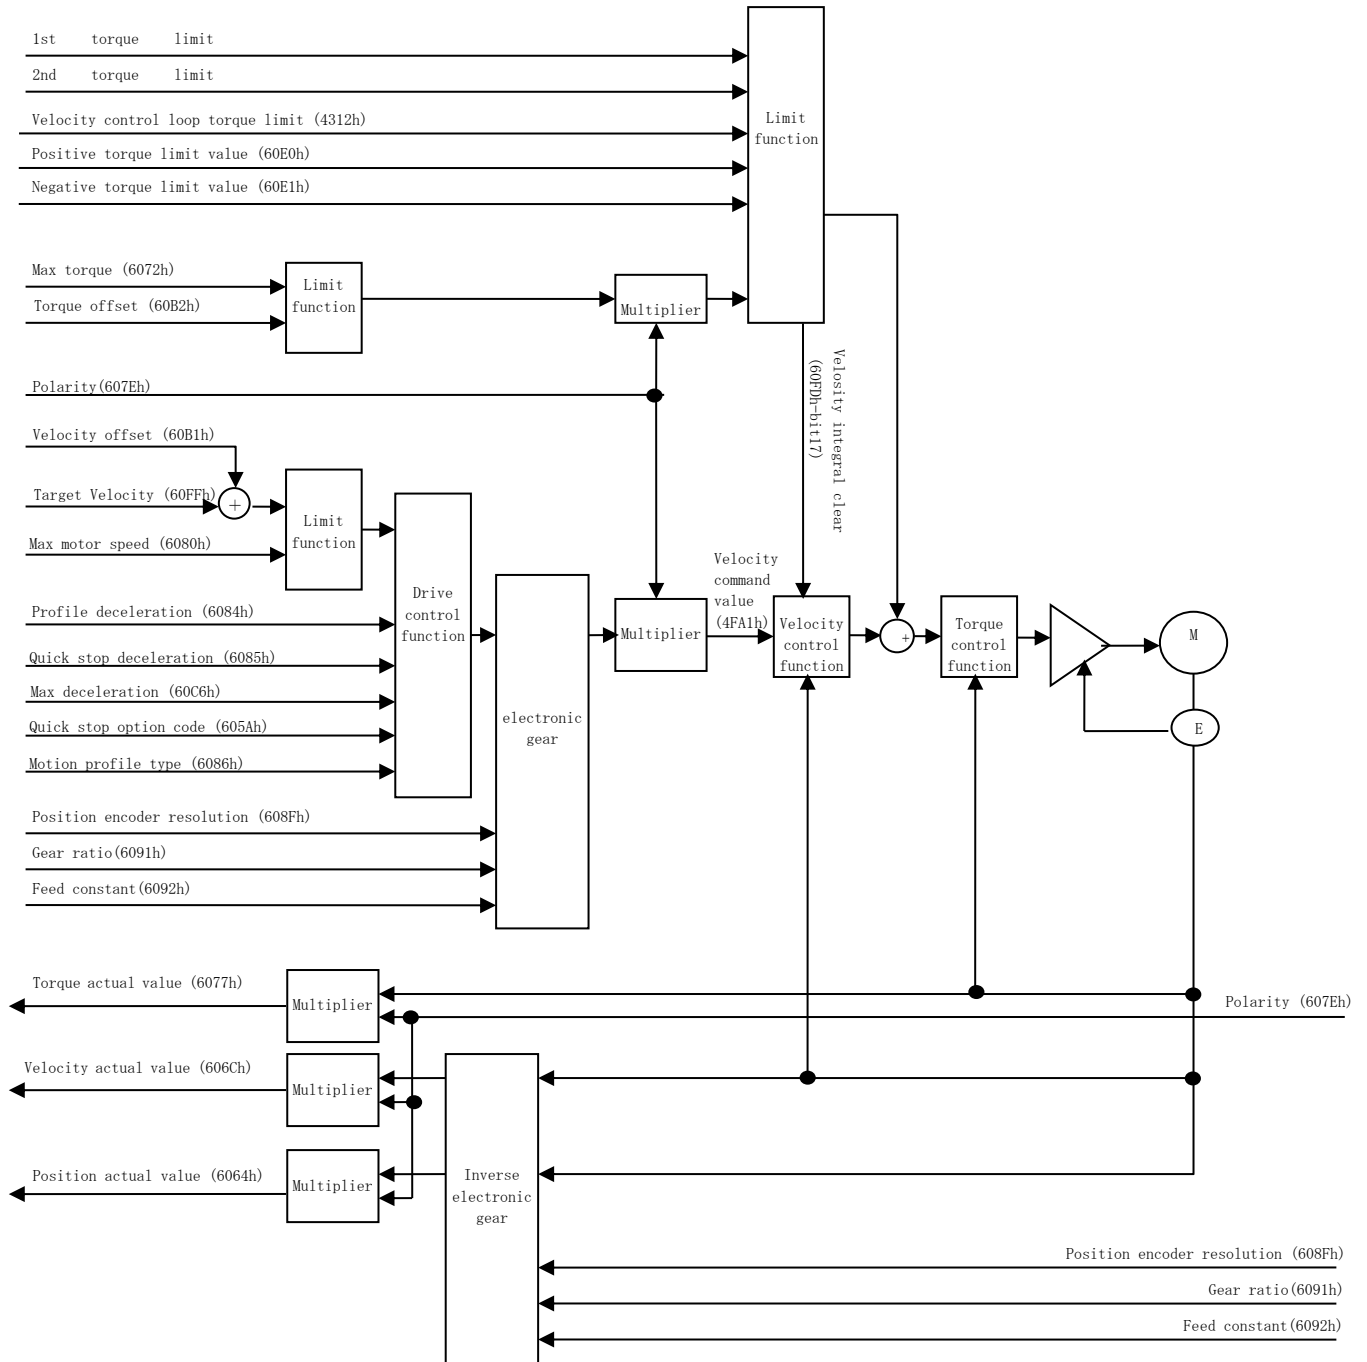 1st torque limit
2nd torque limit
Velocity control loop torque limit (4312h)
Positive torque limit value (60E0h)
Negative torque limit value (60E1h)
Limit
function
Max torque (6072h)
Torque offset (60B2h)
Limit
function
Multiplier
Polarity(607Eh)
Velosity integral clear
(60FDh-bit17)
Velocity offset (60B1h)
Target Velocity (60FFh)
+
Max motor speed (6080h)
Limit
function
Profile deceleration (6084h)
Quick stop deceleration (6085h)
Max deceleration (60C6h)
Quick stop option code (605Ah)
Motion profile type (6086h)
Drive
control
function
Position encoder resolution (608Fh)
Gear ratio(6091h)
Feed constant(6092h)
electronic
gear
Multiplier
Velocity
command
value
(4FA1h)
Velocity
control
function
+
Torque
control
function
M
E
Torque actual value (6077h)
Multiplier
Polarity (607Eh)
Velocity actual value (606Ch)
Multiplier
Position actual value (6064h)
Multiplier
Inverse
electronic
gear
Position encoder resolution (608Fh)
Gear ratio(6091h)
Feed constant(6092h)